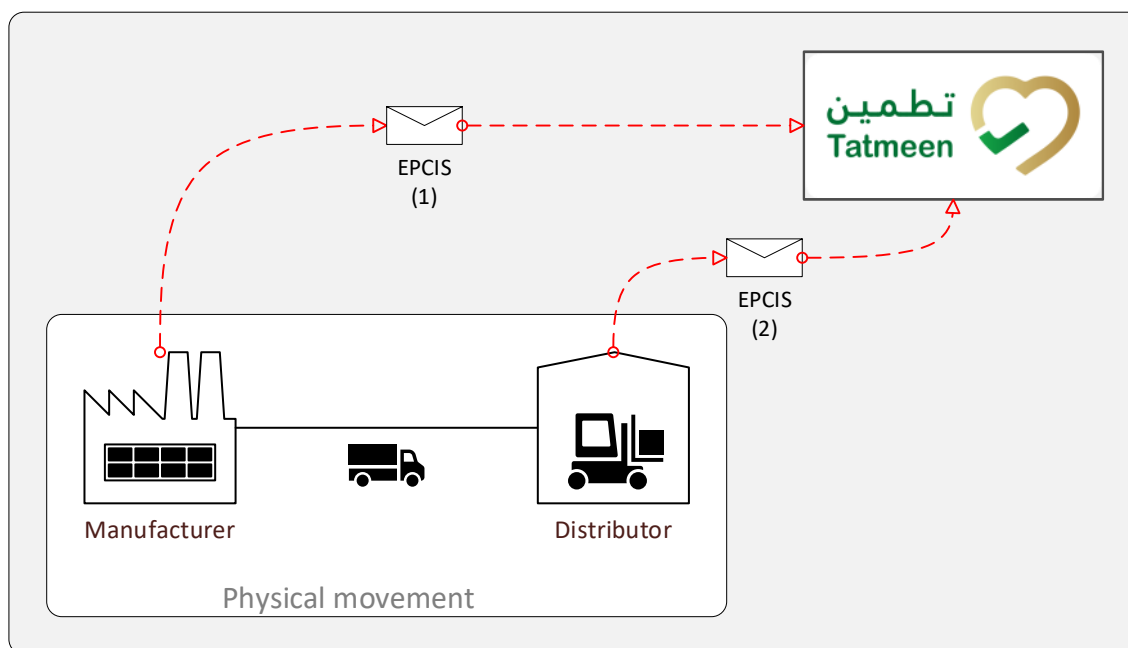 تطمين
Tatmeen
EPCIS
(1)
EPCIS
(2)
Manufacturer
Distributor
Physical movement